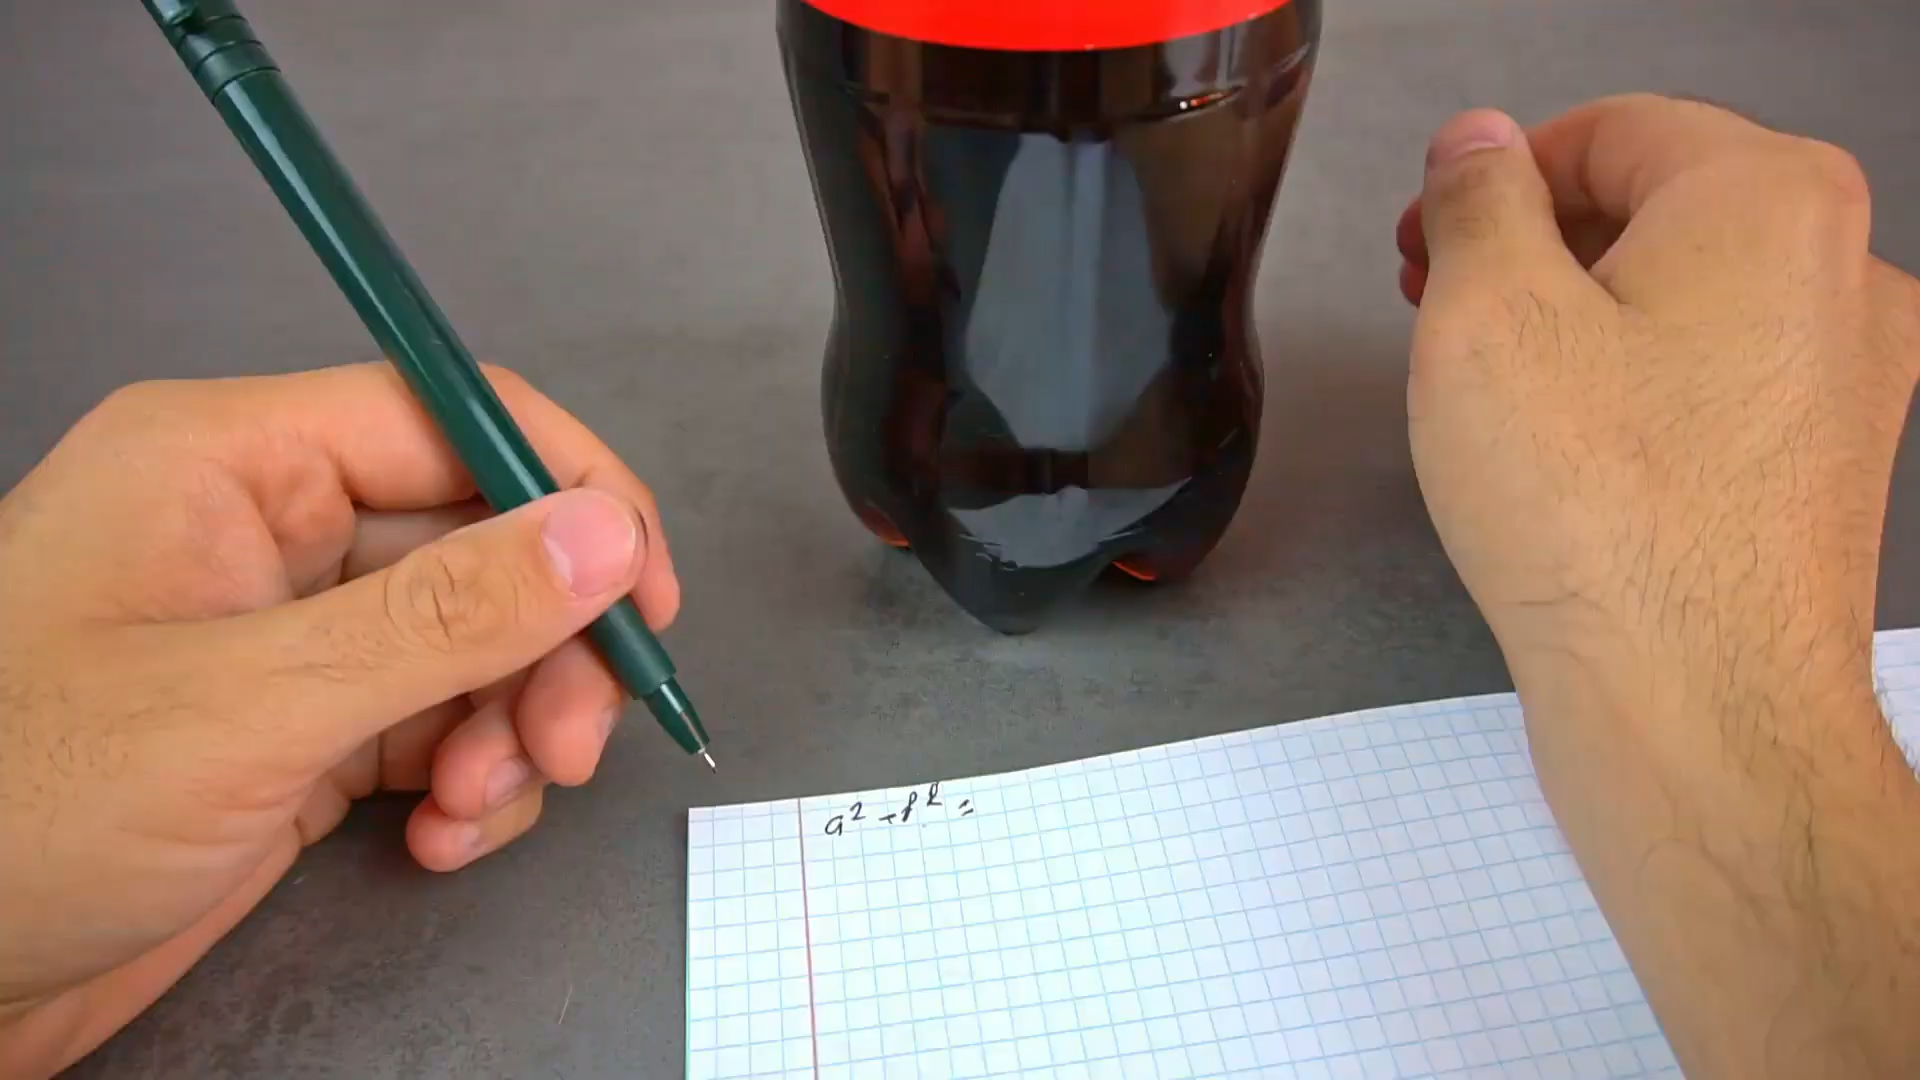 a² + b² =